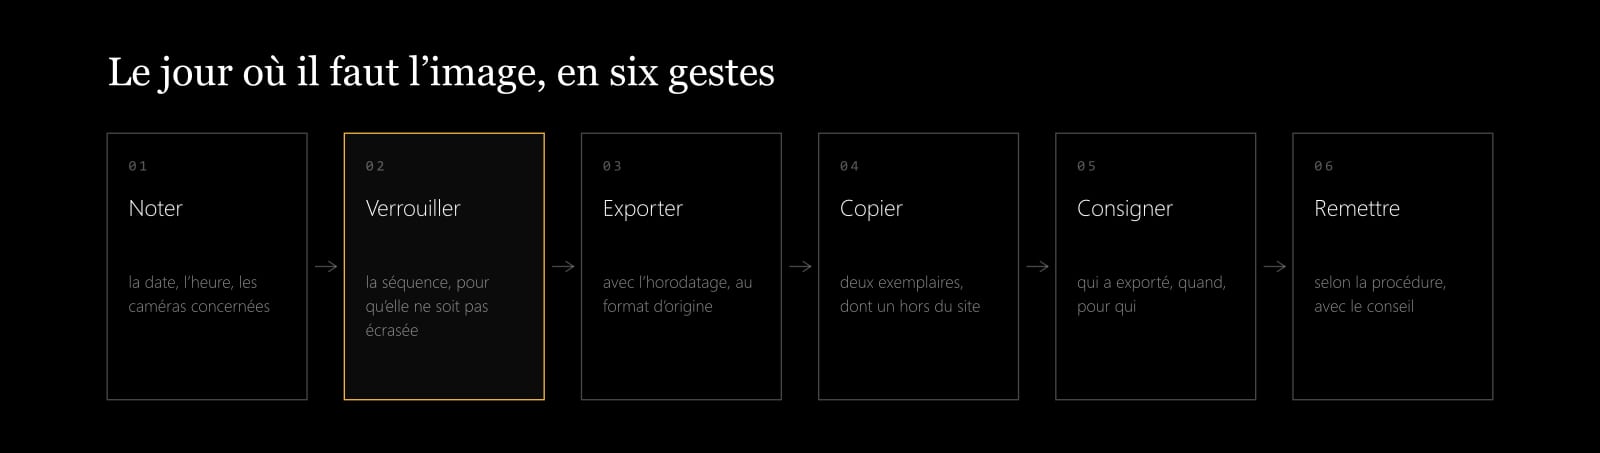 Le jour où il faut l’image, en six gestes
01
Noter
la date, l’heure, les
caméras concernées
02
Verrouiller
la séquence, pour
qu’elle ne soit pas
écrasée
03
Exporter
avec l’horodatage, au
format d’origine
04
Copier
deux exemplaires,
dont un hors du site
05
Consigner
qui a exporté, quand,
pour qui
06
Remettre
selon la procédure,
avec le conseil